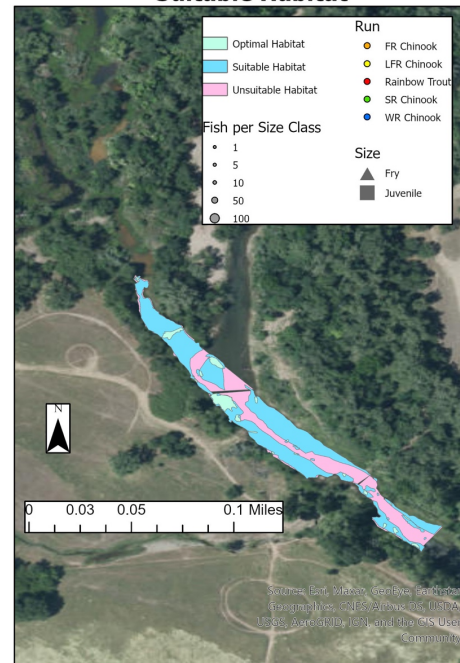 Suitable Habitat
Optimal Habitat
Suitable Habitat
Unsuitable Habitat
Fish per Size Class
1
5
10
50
100
Run
FR Chinook
LFR Chinook
Rainbow Trout
SR Chinook
WR Chinook
Size
Fry
Juvenile
N
0 0.03 0.05 0.1 Miles
Source: Esri, Maxar, GeoEye, Earthstar
Geographics, CNES, Airbus DS, USDA,
USGS, AeroGRID, IGN, and the GIS User
Community